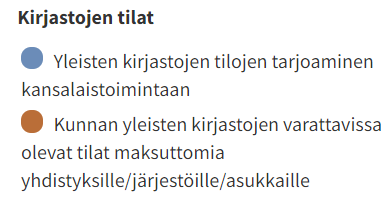 Kirjastojen tilat
Yleisten kirjastojen tilojen tarjoaminen
kansalaistoimintaan
Kunnan yleisten kirjastojen varattavissa
olevat tilat maksuttomia
yhdistyksille/järjestöille/asukkaille